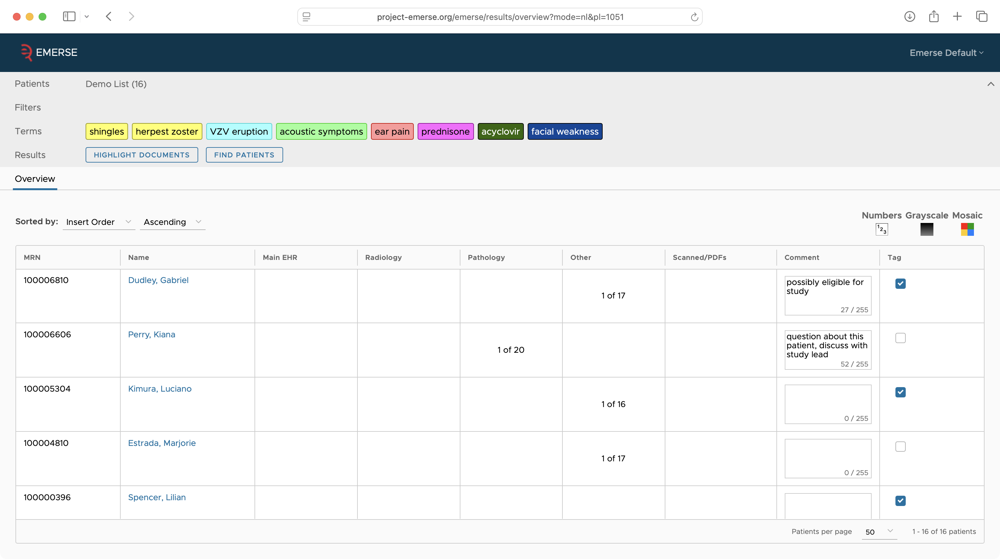 project-emerse.org/emerse/results/overview?mode=nl&pl=1051
EMERSE
Emerse Default
Patients Demo List (16)
Filters
Terms shingles herpest zoster VZV eruption acoustic symptoms ear pain prednisone acyclovir facial weakness
Results HIGHLIGHT DOCUMENTS FIND PATIENTS
Overview
Sorted by: Insert Order Ascending
Numbers Grayscale Mosaic
1 2 3
MRN Name Main EHR Radiology Pathology Other Scanned/PDFs Comment Tag
100006810 Dudley, Gabriel 1 of 17 possibly eligible for
study
27 / 255
100006606 Perry, Kiana 1 of 20 question about this
patient, discuss with
study lead
52 / 255
100005304 Kimura, Luciano 1 of 16
0 / 255
100004810 Estrada, Marjorie 1 of 17
0 / 255
100000396 Spencer, Lilian
Patients per page 50 1 - 16 of 16 patients